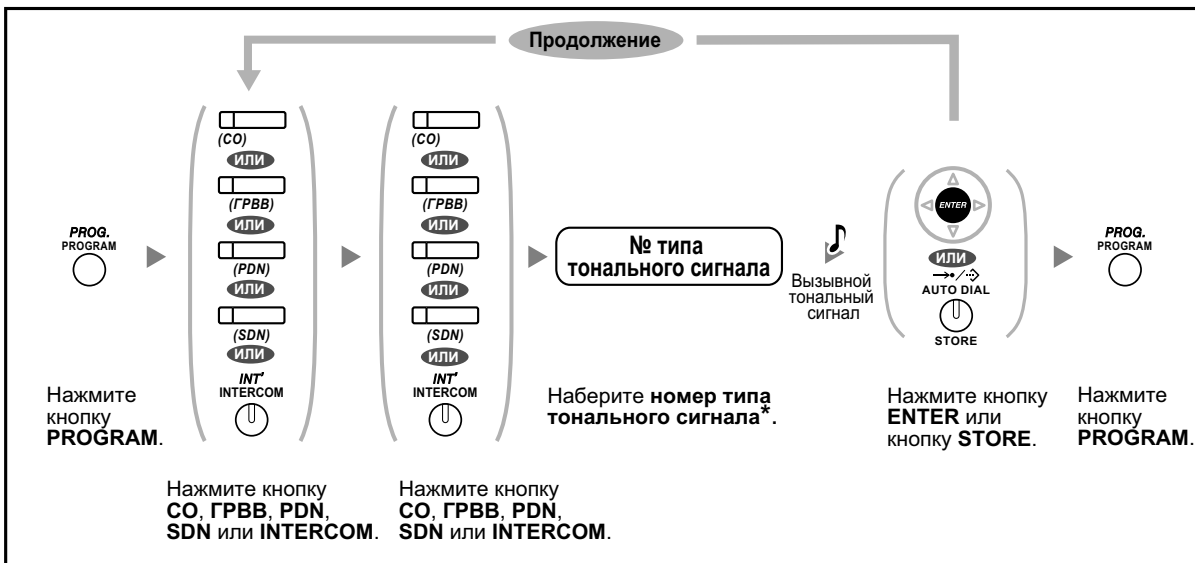 Продолжение
PROG.
PROGRAM
Нажмите
кнопку
PROGRAM.
(CO)
ИЛИ
(ГРВВ)
ИЛИ
(PDN)
ИЛИ
(SDN)
ИЛИ
INT'
INTERCOM
Нажмите кнопку
CO, ГРВВ, PDN,
SDN или INTERCOM.
(CO)
ИЛИ
(ГРВВ)
ИЛИ
(PDN)
ИЛИ
(SDN)
ИЛИ
INT'
INTERCOM
Нажмите кнопку
CO, ГРВВ, PDN,
SDN или INTERCOM.
№ типа
тонального сигнала
Наберите номер типа
тонального сигнала*.
Вызывной
тональный
сигнал
ENTER
ИЛИ
AUTO DIAL
STORE
Нажмите кнопку
ENTER или
кнопку STORE.
PROG.
PROGRAM
Нажмите
кнопку
PROGRAM.